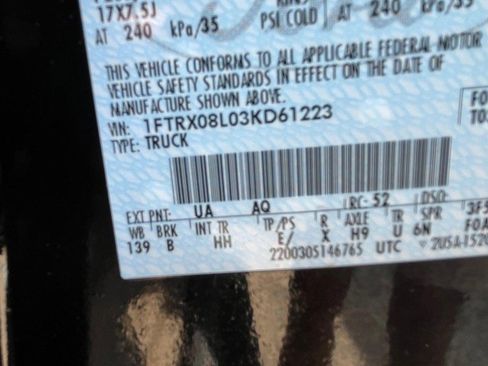 17X7.5J
AT 240 kPa/35 PSI COLD AT 240 kPa/35
THIS VEHICLE CONFORMS TO ALL APPLICABLE FEDERAL MOTOR
VEHICLE SAFETY STANDARDS IN EFFECT ON THE DATE OF
MANUFACTURE SHOWN ABOVE.
VIN: 1FTRX08L03KD61223 FO
TYPE: TRUCK TO3
EXT PNT: UA AQ RC: 52 DSO:
WB BRK INT TR TP/PS R AXLE TR SPR
139 B HH E/ X H9 U 6N FOA
2200305146765 UTC